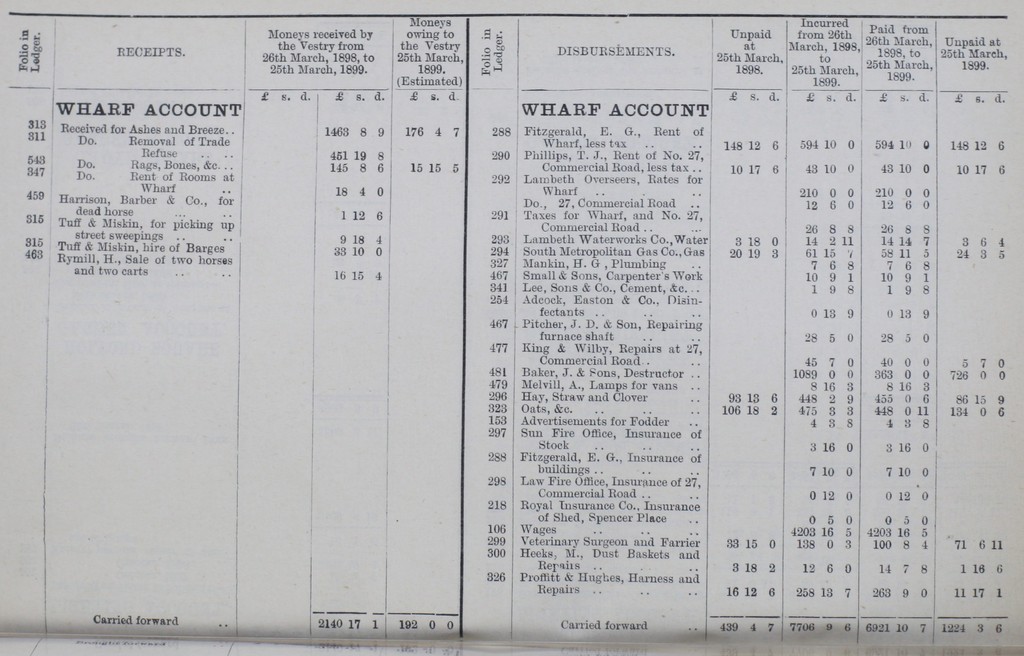 Folio in Ledger. RECEIPTS. Moneys received by the Vestry from 26th March, 1898, to 25th March, 1899. Moneys owing to the Vestry 25th March, 1899. (Estimated)
£ s. d. £ s. d. £ s. d.
WHARF ACCOUNT
313 Received for Ashes and Breeze.. 1463 8 9 176 4 7
311 Do. Removal of Trade
Refuse .. .. 451 19 8
543 Do. Rags, Bones, &c. .. 145 8 6 15 15 5
347 Do. Rent of Rooms at
Wharf .. 18 4 0
459 Harrison, Barber & Co., for
dead horse ... .. 1 12 6
315 Tuff & Miskin, for picking up
street sweepings .. .. 9 18 4
315 Tuff & Miskin, hire of Barges 33 10 0
463 Rymill, H., Sale of two horses
and two carts .. .. 16 15 4
Carried forward .. 2140 17 1 192 0 0
Folio in Ledger. DISBURSEMENTS. Unpaid at 25th March, 1898. Incurred from 26th March, 1898, to 25th March, 1899. Paid from 26th March, 1898, to 25th March, 1899. Unpaid at 25th March, 1899.
£ s. d. £ s. d. £ s. d. £ s. d.
WHARF ACCOUNT
288 Fitzgerald, E. G., Rent of
Wharf, less tax .. .. 148 12 6 594 10 0 594 10 0 148 12 6
290 Phillips, T. J., Rent of No. 27,
Commercial Road, less tax .. 10 17 6 43 10 0 43 10 0 10 17 6
292 Lambeth Overseers, Rates for
Wharf .. .. 210 0 0 210 0 0
Do., 27, Commercial Road .. 12 6 0 12 6 0
291 Taxes for Wharf, and No. 27,
Commercial Road .. .. 26 8 8 26 8 8
293 Lambeth Waterworks Co., Water 3 18 0 14 2 11 14 14 7 3 6 4
294 South Metropolitan Gas Co., Gas 20 19 3 61 15 7 58 11 5 24 3 5
327 Mankin, H. G , Plumbing .. 7 6 8 7 6 8
467 Small & Sons, Carpenter's Work 10 9 1 10 9 1
341 Lee, Sons & Co., Cement, &c. .. 1 9 8 1 9 8
254 Adcock, Easton & Co., Disin-
fectants .. .. .. 0 13 9 0 13 9
467 Pitcher, J. D. & Son, Repairing
furnace shaft .. .. 28 5 0 28 5 0
477 King & Wilby, Repairs at 27,
Commercial Road.. .. 45 7 0 40 0 0 5 7 0
481 Baker, J. & Sons, Destructor .. 1089 0 0 363 0 0 726 0 0
479 Melvill, A., Lamps for vans .. 8 16 3 8 16 3
296 Hay, Straw and Clover .. 93 13 6 448 2 9 455 0 6 86 15 9
323 Oats, &c. .. .. .. 106 18 2 475 3 3 448 0 11 134 0 6
153 Advertisements for Fodder .. 4 3 8 4 3 8
297 Sun Fire Office, Insurance of
Stock .. .. .. 3 16 0 3 16 0
288 Fitzgerald, E. G., Insurance of
buildings .. .. .. 7 10 0 7 10 0
298 Law Fire Office, Insurance of 27,
Commercial Road .. .. 0 12 0 0 12 0
218 Royal Insurance Co., Insurance
of Shed, Spencer Place .. 0 5 0 0 5 0
106 Wages .. .. .. 4203 16 5 4203 16 5
299 Veterinary Surgeon and Farrier 33 15 0 138 0 3 100 8 4 71 6 11
300 Heeks, M., Dust Baskets and
Repairs .. .. .. 3 18 2 12 6 0 14 7 8 1 16 6
326 Proffitt & Hughes, Harness and
Repairs .. .. .. 16 12 6 258 13 7 263 9 0 11 17 1
Carried forward .. 439 4 7 7706 9 6 6921 10 7 1224 3 6